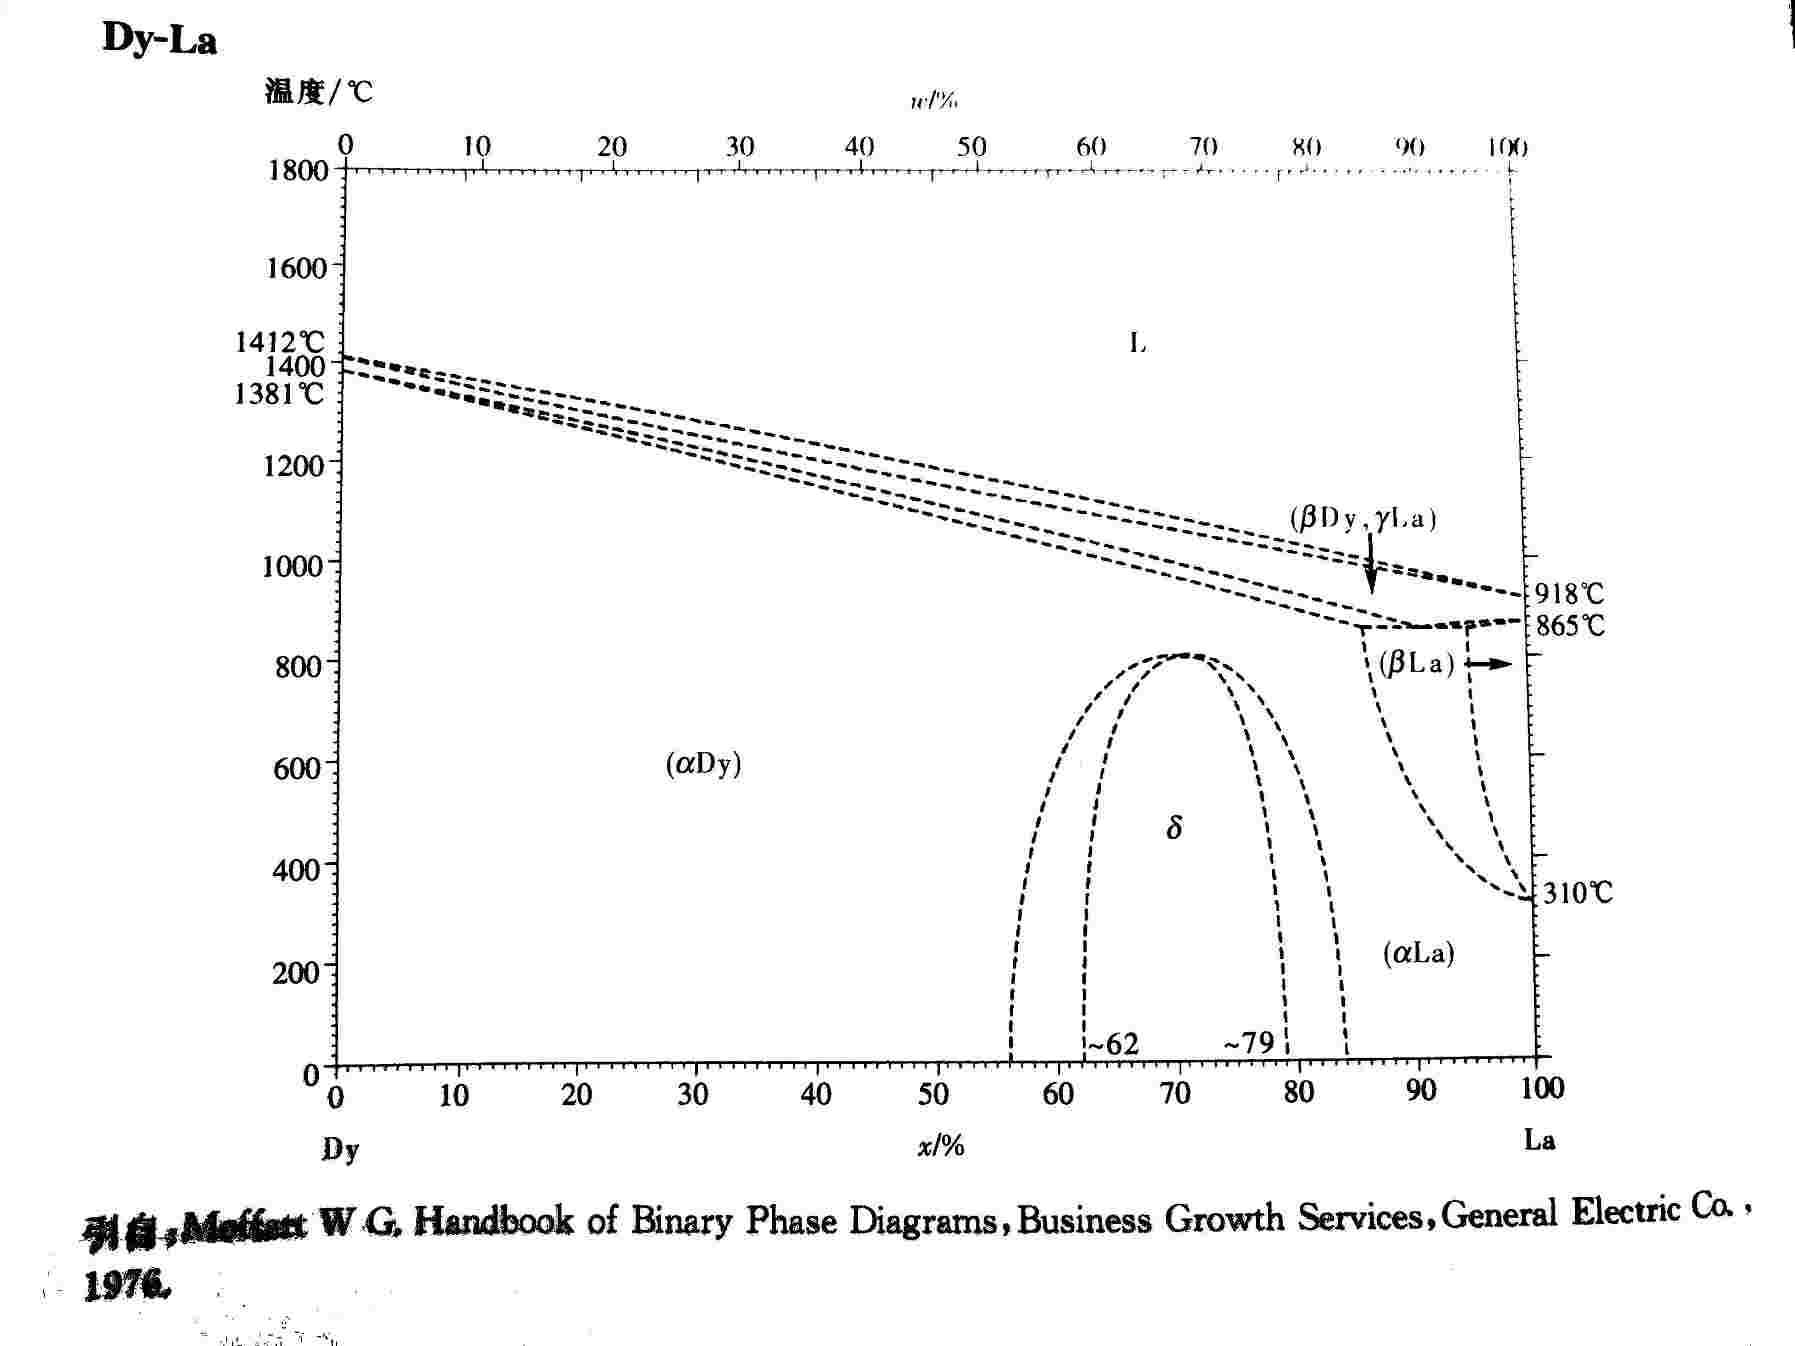 Dy-La
温度/℃
w/%
0 10 20 30 40 50 60 70 80 90 100
1800
1600
L
1412℃
1400
1381℃
1200
(βDy,γLa)
1000
918℃
865℃
800
(βLa)
600
(αDy)
δ
400
310℃
200
(αLa)
~62 ~79
0
0 10 20 30 40 50 60 70 80 90 100
Dy x/% La
引自,Moffatt W G, Handbook of Binary Phase Diagrams, Business Growth Services, General Electric Co.,
1976.